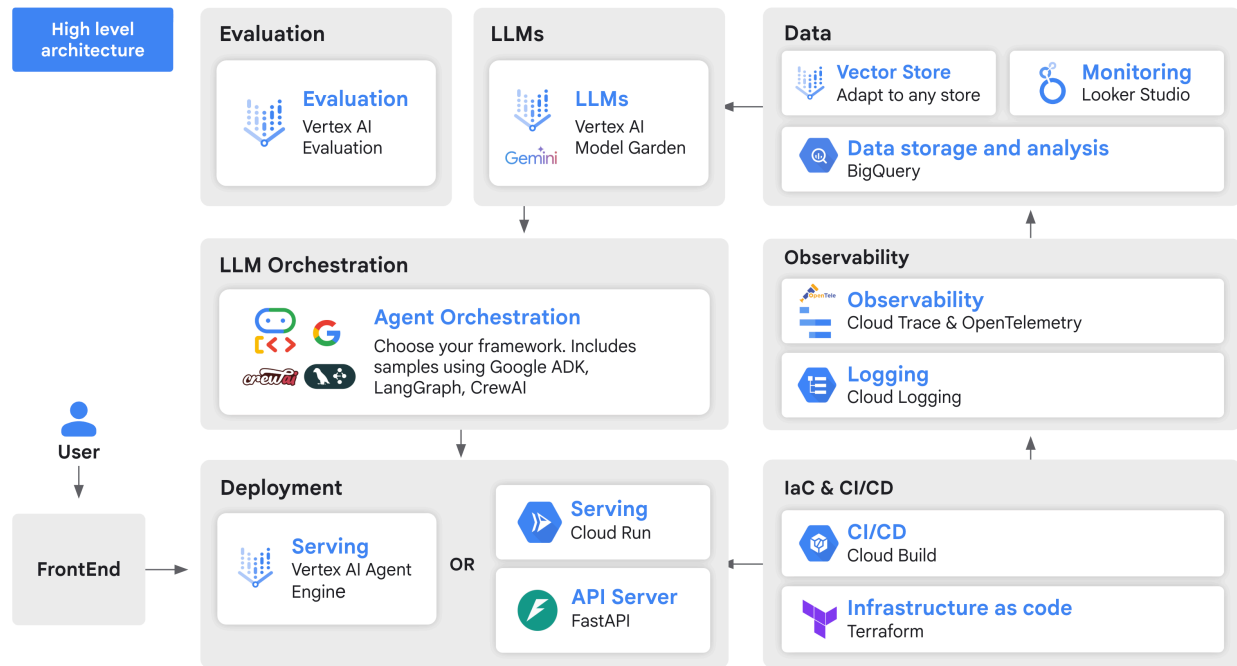 High level
architecture
Evaluation
Evaluation
Vertex AI
Evaluation
LLMs
LLMs
Vertex AI
Model Garden
Gemini
Data
Vector Store
Adapt to any store
Monitoring
Looker Studio
Data storage and analysis
BigQuery
LLM Orchestration
Agent Orchestration
Choose your framework. Includes
samples using Google ADK,
LangGraph, CrewAI
crewai
Observability
OpenTele
Observability
Cloud Trace & OpenTelemetry
Logging
Cloud Logging
User
FrontEnd
Deployment
Serving
Vertex AI Agent
Engine
OR
Serving
Cloud Run
API Server
FastAPI
IaC & CI/CD
CI/CD
Cloud Build
Infrastructure as code
Terraform